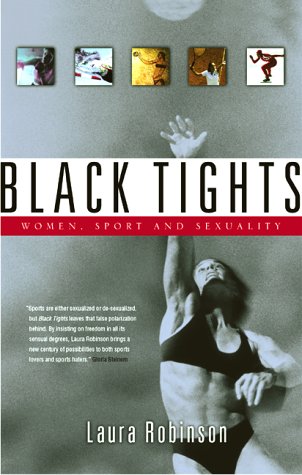 BLACK TIGHTS
WOMEN, SPORT AND SEXUALITY
"Sports are either sexualized or de-sexualized,
but Black Tights leaves that false polarization
behind. By insisting on freedom in all its
sensual degrees, Laura Robinson brings a
new century of possibilities to both sports
lovers and sports haters." Gloria Steinem
Laura Robinson